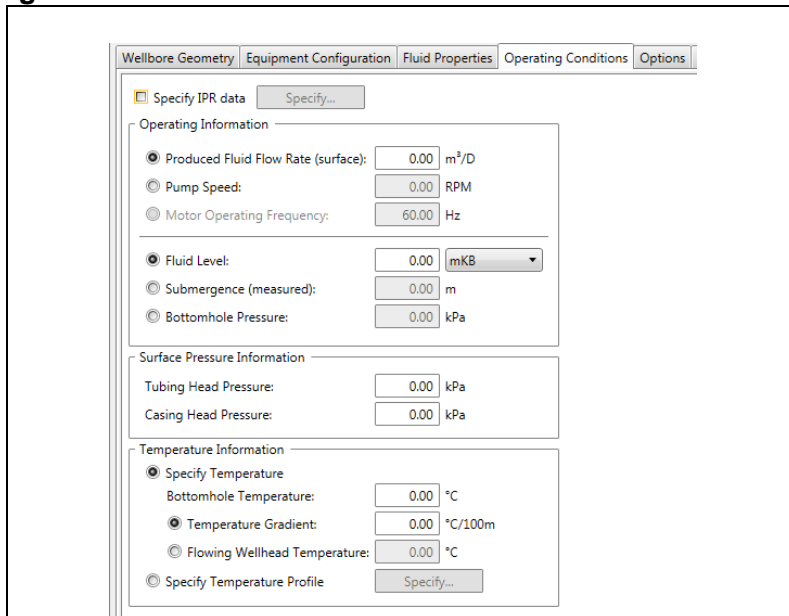 Wellbore Geometry Equipment Configuration Fluid Properties Operating Conditions Options
Specify IPR data Specify...
Operating Information
Produced Fluid Flow Rate (surface): 0.00 m³/D
Pump Speed: 0.00 RPM
Motor Operating Frequency: 60.00 Hz
Fluid Level: 0.00 mKB
Submergence (measured): 0.00 m
Bottomhole Pressure: 0.00 kPa
Surface Pressure Information
Tubing Head Pressure: 0.00 kPa
Casing Head Pressure: 0.00 kPa
Temperature Information
Specify Temperature
Bottomhole Temperature: 0.00 °C
Temperature Gradient: 0.00 °C/100m
Flowing Wellhead Temperature: 0.00 °C
Specify Temperature Profile Specify...